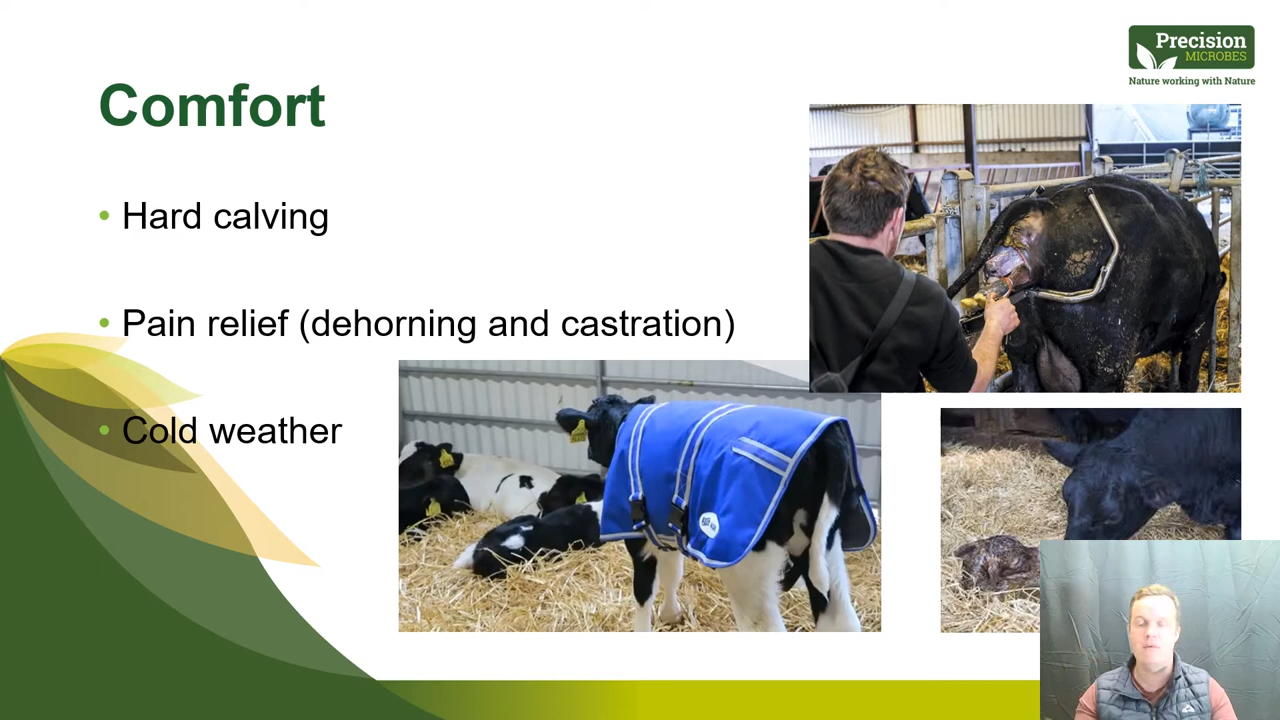 Precision
MICROBES
Nature working with Nature
Comfort
• Hard calving
• Pain relief (dehorning and castration)
• Cold weather